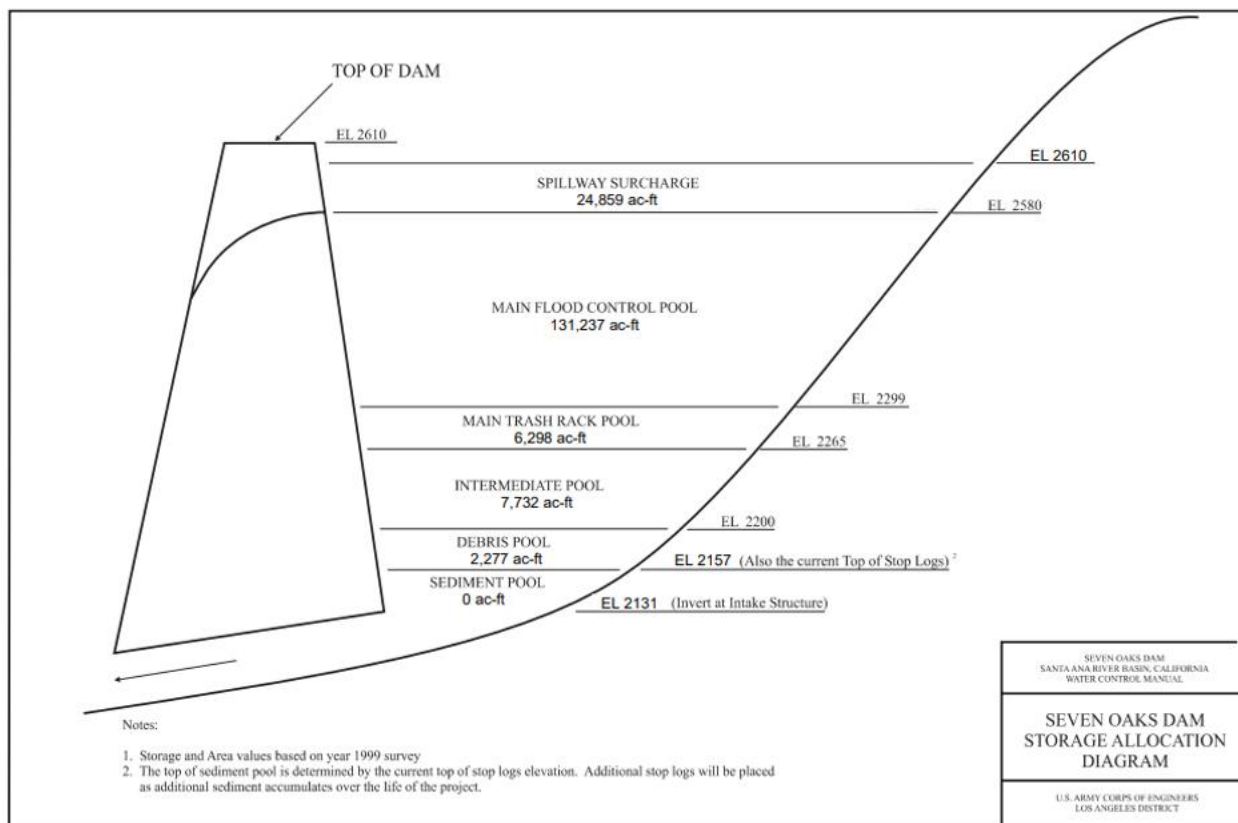 TOP OF DAM
EL 2610
EL 2610
SPILLWAY SURCHARGE
24,859 ac-ft
EL 2580
MAIN FLOOD CONTROL POOL
131,237 ac-ft
EL 2299
MAIN TRASH RACK POOL
6,298 ac-ft
EL 2265
INTERMEDIATE POOL
7,732 ac-ft
EL 2200
DEBRIS POOL
2,277 ac-ft
EL 2157 (Also the current Top of Stop Logs) 2
SEDIMENT POOL
0 ac-ft
EL 2131 (Invert at Intake Structure)
Notes:
1. Storage and Area values based on year 1999 survey
2. The top of sediment pool is determined by the current top of stop logs elevation. Additional stop logs will be placed
as additional sediment accumulates over the life of the project.
SEVEN OAKS DAM
SANTA ANA RIVER BASIN, CALIFORNIA
WATER CONTROL MANUAL
SEVEN OAKS DAM
STORAGE ALLOCATION
DIAGRAM
U.S. ARMY CORPS OF ENGINEERS
LOS ANGELES DISTRICT